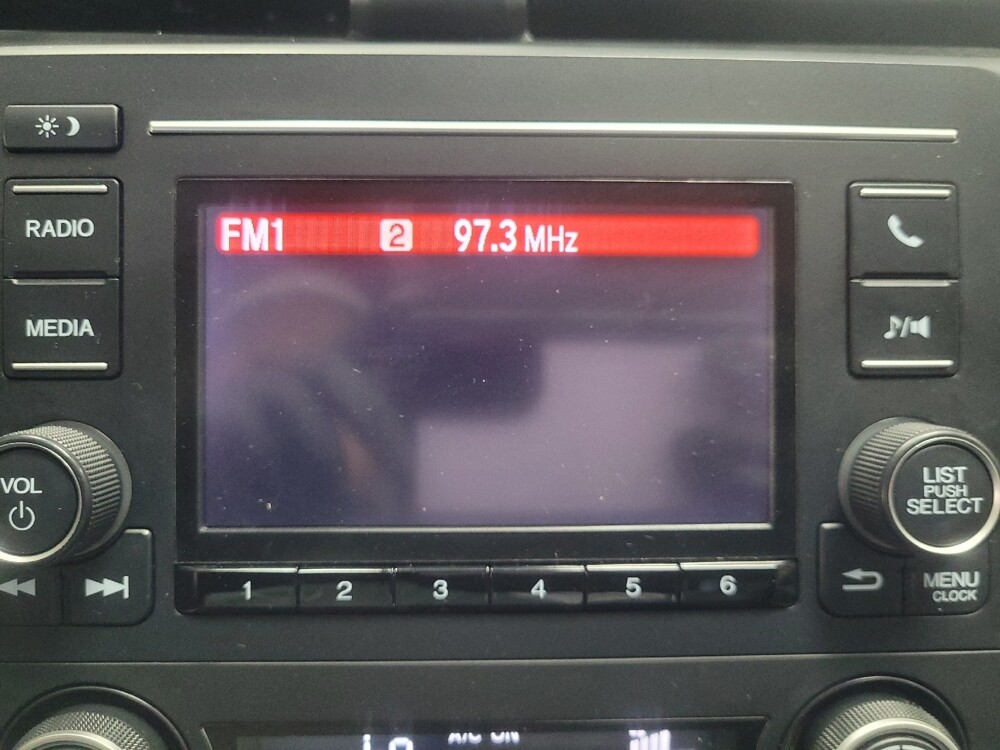 FM1 2 97.3 MHz
RADIO
MEDIA
VOL
LIST
PUSH
SELECT
1 2 3 4 5 6
MENU
CLOCK
A/C ON